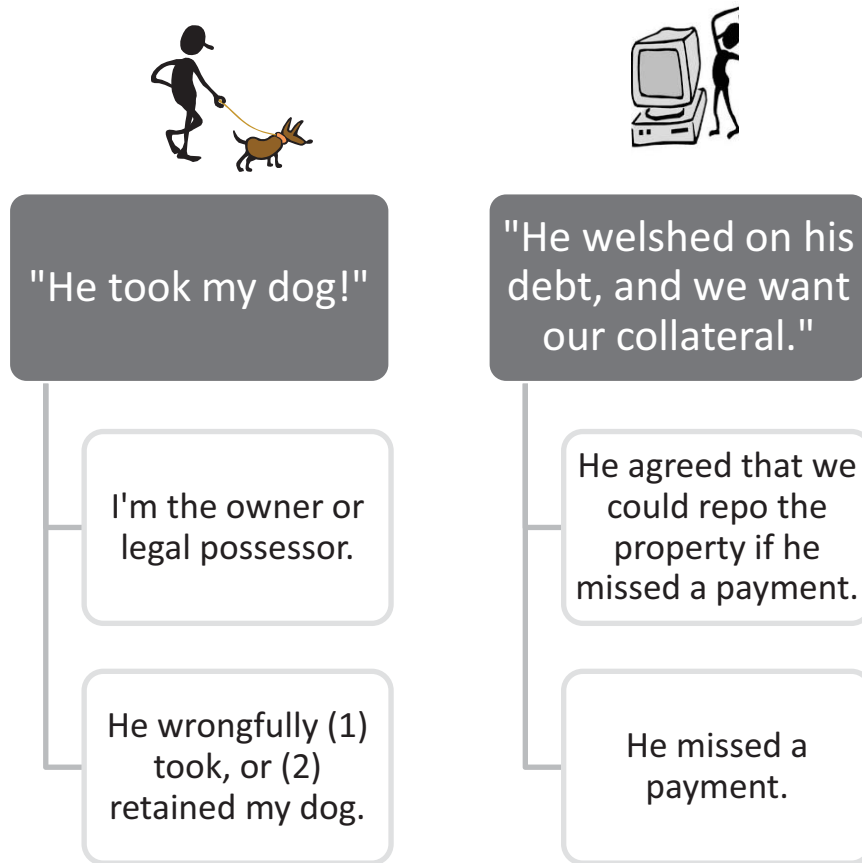 "He took my dog!"
I'm the owner or
legal possessor.
He wrongfully (1)
took, or (2)
retained my dog.
"He welshed on his
debt, and we want
our collateral."
He agreed that we
could repo the
property if he
missed a payment.
He missed a
payment.